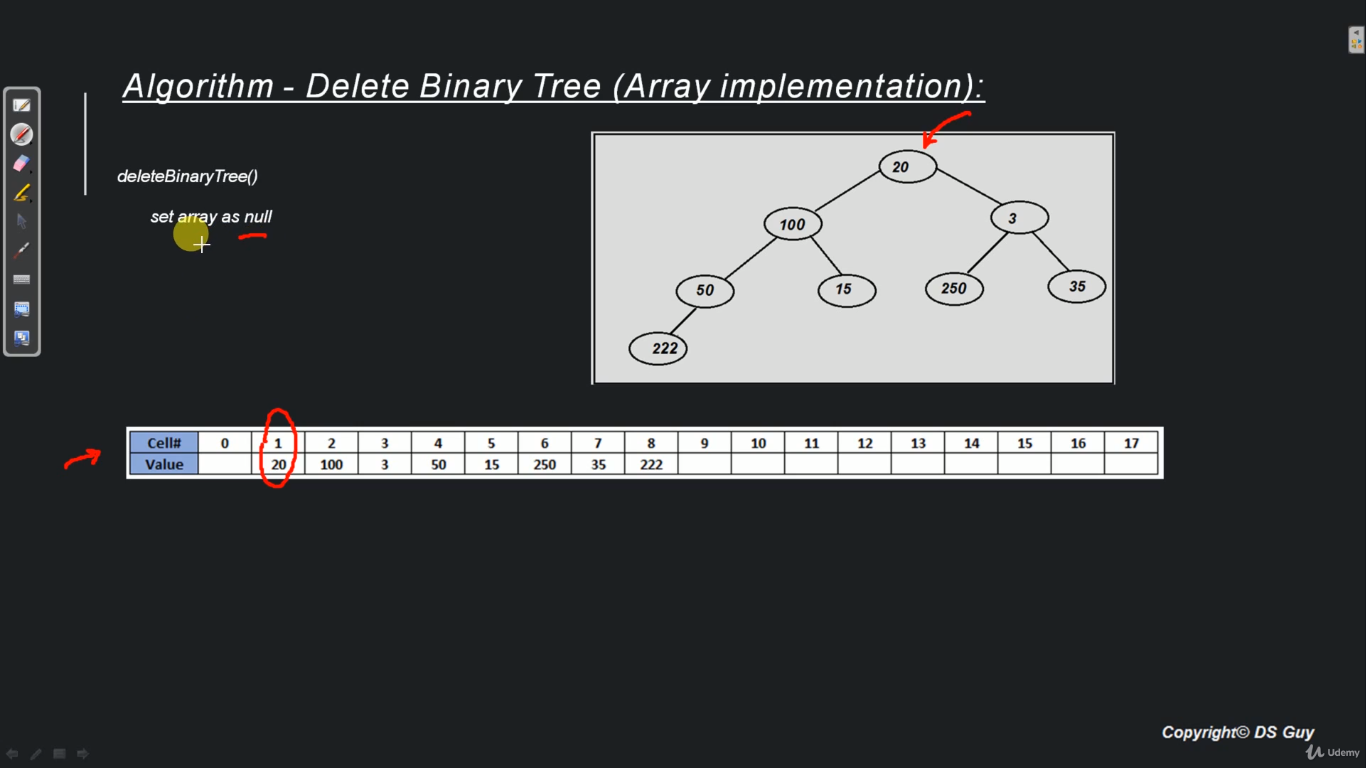 Algorithm - Delete Binary Tree (Array implementation):
deleteBinaryTree()
set array as null
20
100 3
50 15 250 35
222
Cell# 0 1 2 3 4 5 6 7 8 9 10 11 12 13 14 15 16 17
Value 20 100 3 50 15 250 35 222
Copyright© DS Guy
Udemy